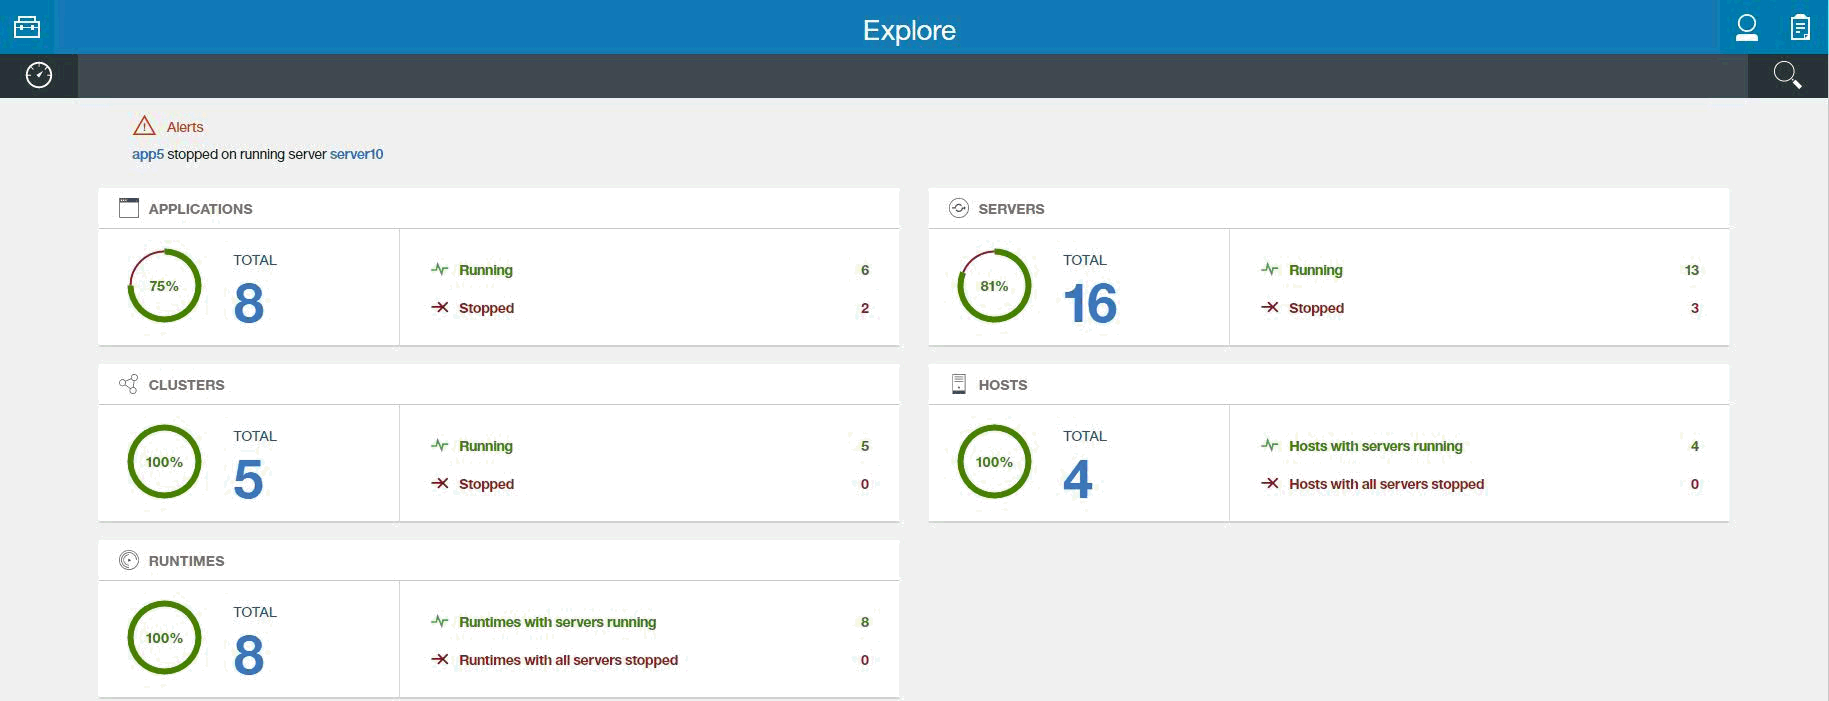 Explore
Alerts
app5 stopped on running server server10
APPLICATIONS
75%
TOTAL
8
Running 6
Stopped 2
SERVERS
81%
TOTAL
16
Running 13
Stopped 3
CLUSTERS
100%
TOTAL
5
Running 5
Stopped 0
HOSTS
100%
TOTAL
4
Hosts with servers running 4
Hosts with all servers stopped 0
RUNTIMES
100%
TOTAL
8
Runtimes with servers running 8
Runtimes with all servers stopped 0